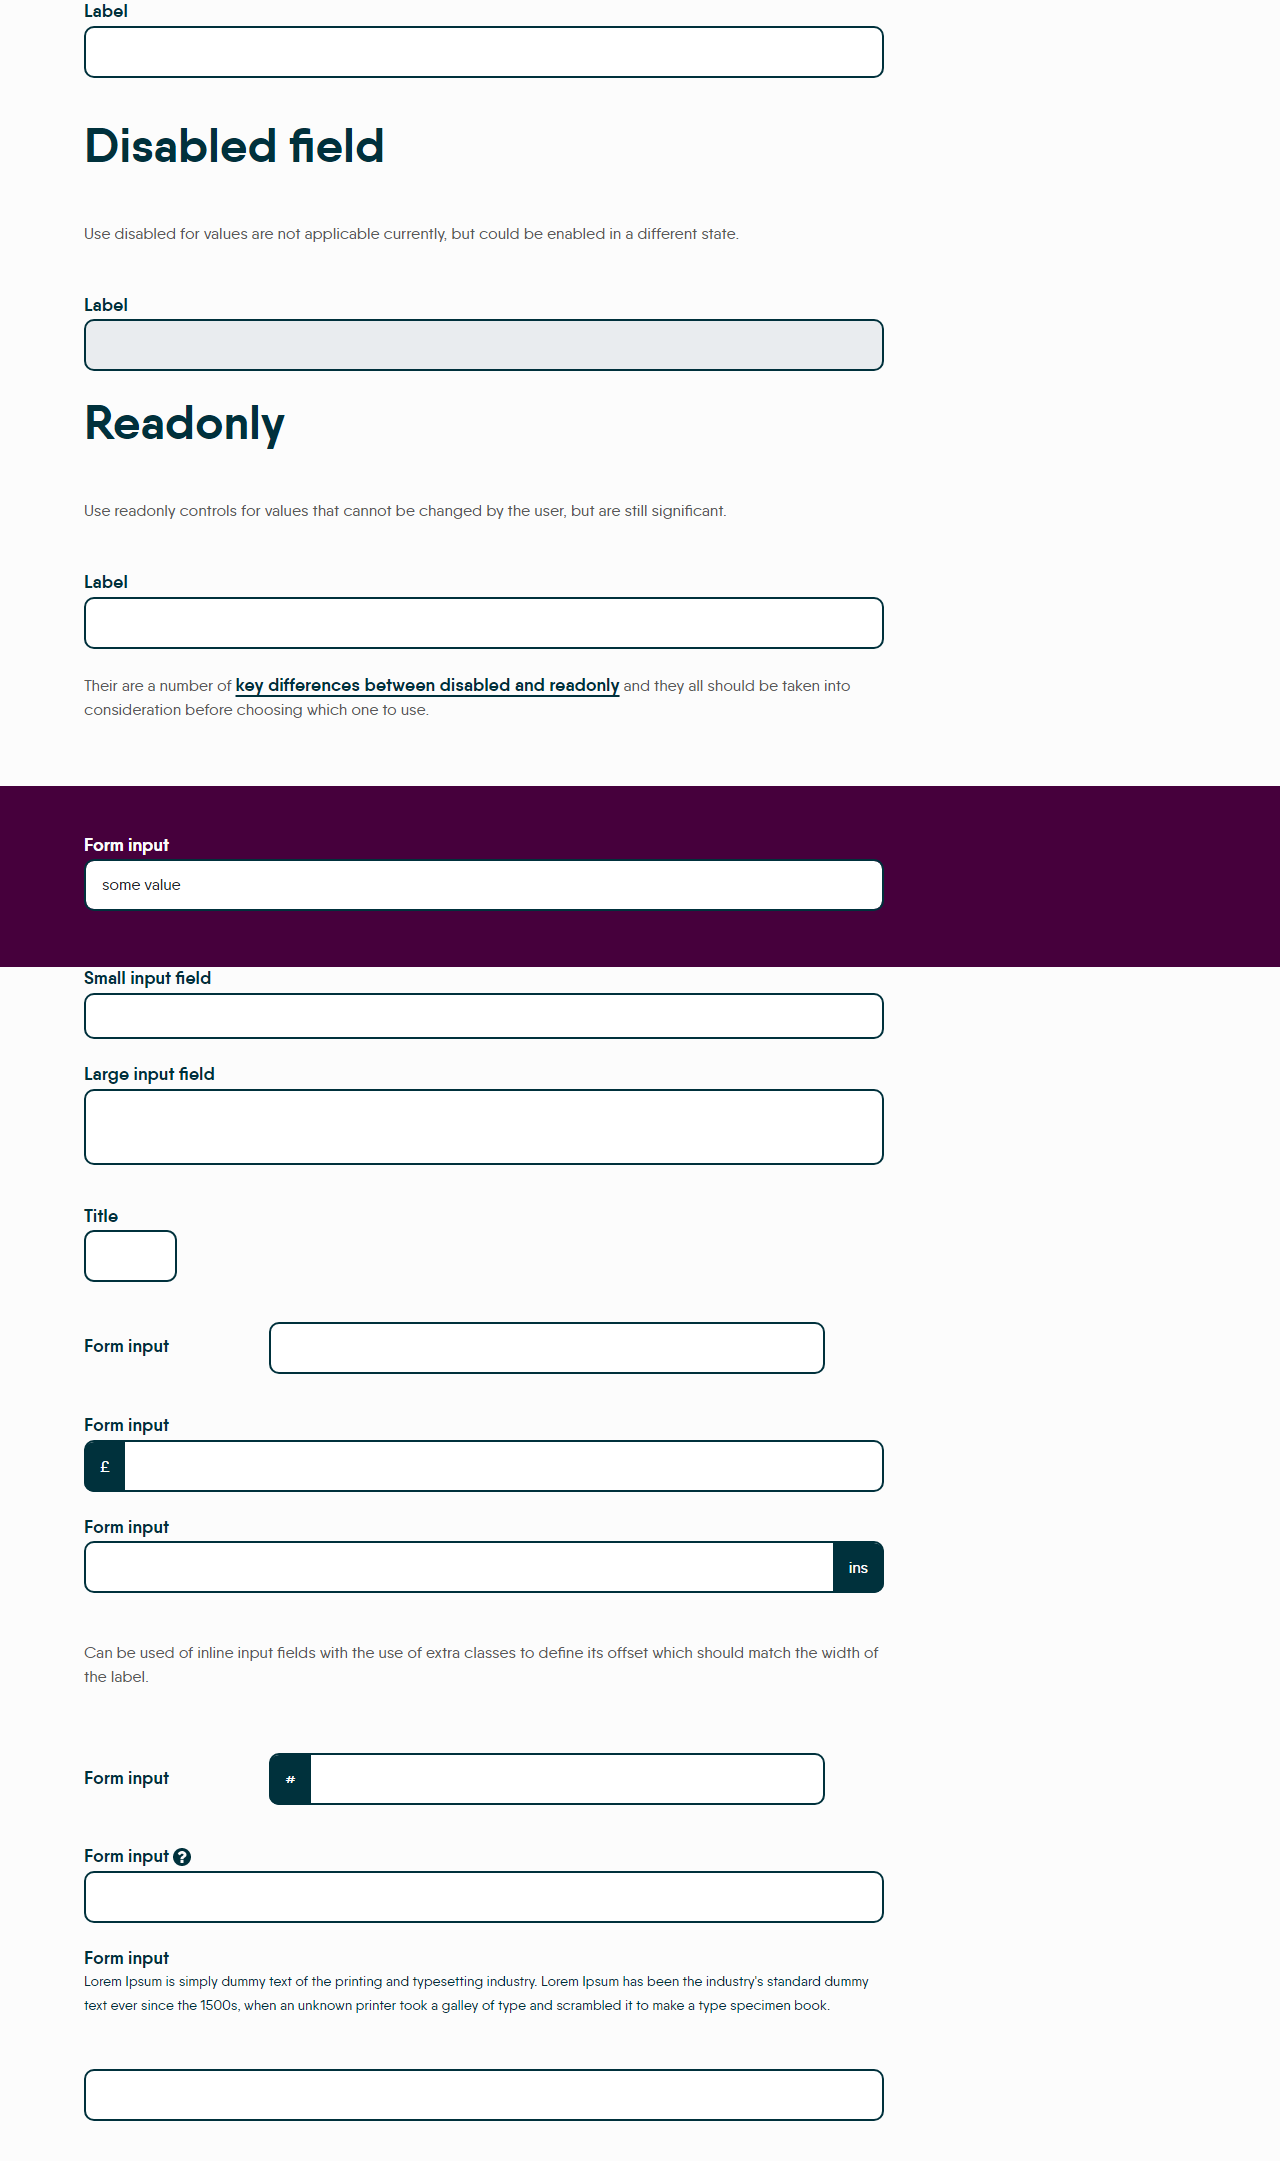 Label
Disabled field
Use disabled for values are not applicable currently, but could be enabled in a different state.
Label
Readonly
Use readonly controls for values that cannot be changed by the user, but are still significant.
Label
Their are a number of key differences between disabled and readonly and they all should be taken into
consideration before choosing which one to use.
Form input
some value
Small input field
Large input field
Title
Form input
Form input
£
Form input
ins
Can be used of inline input fields with the use of extra classes to define its offset which should match the width of
the label.
Form input
#
Form input ?
Form input
Lorem Ipsum is simply dummy text of the printing and typesetting industry. Lorem Ipsum has been the industry's standard dummy
text ever since the 1500s, when an unknown printer took a galley of type and scrambled it to make a type specimen book.